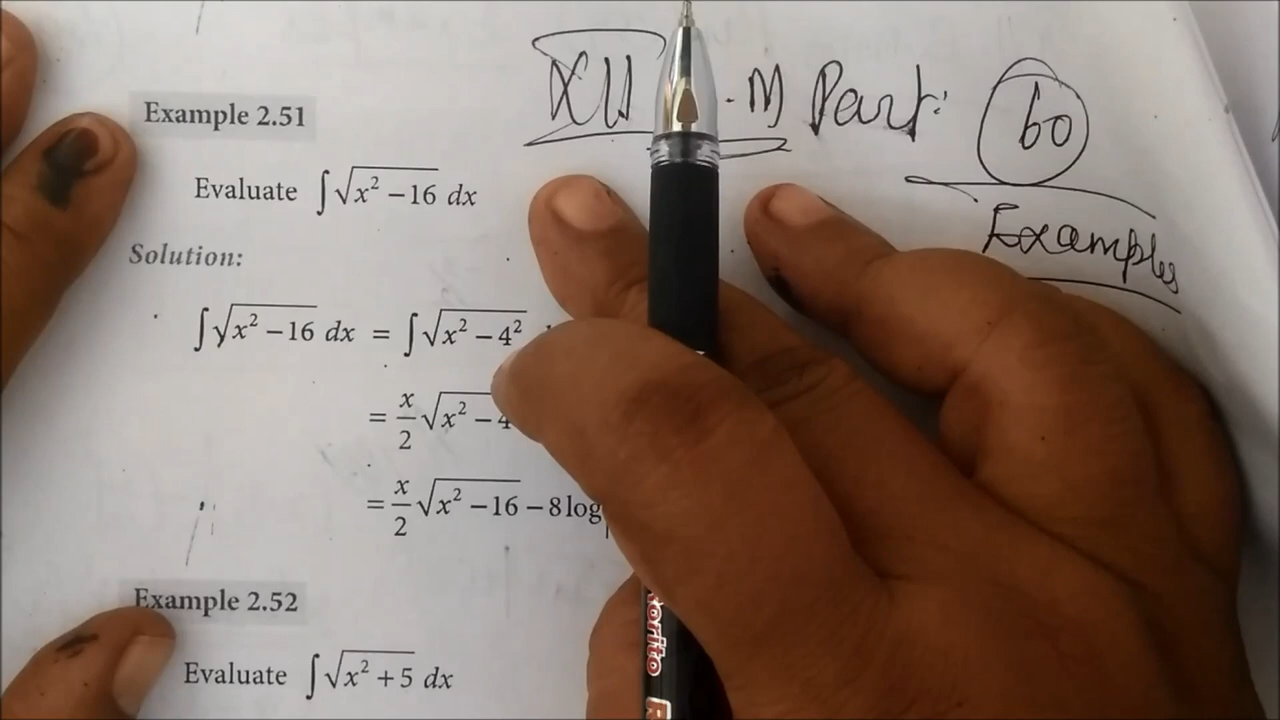 XII . M Part: 60
Examples
Example 2.51
Evaluate ∫√(x² – 16) dx
Solution:
∫√(x² – 16) dx = ∫√(x² – 4²)
= x/2 √(x² – 4
= x/2 √(x² – 16) – 8 log
Example 2.52
Evaluate ∫√(x² + 5) dx